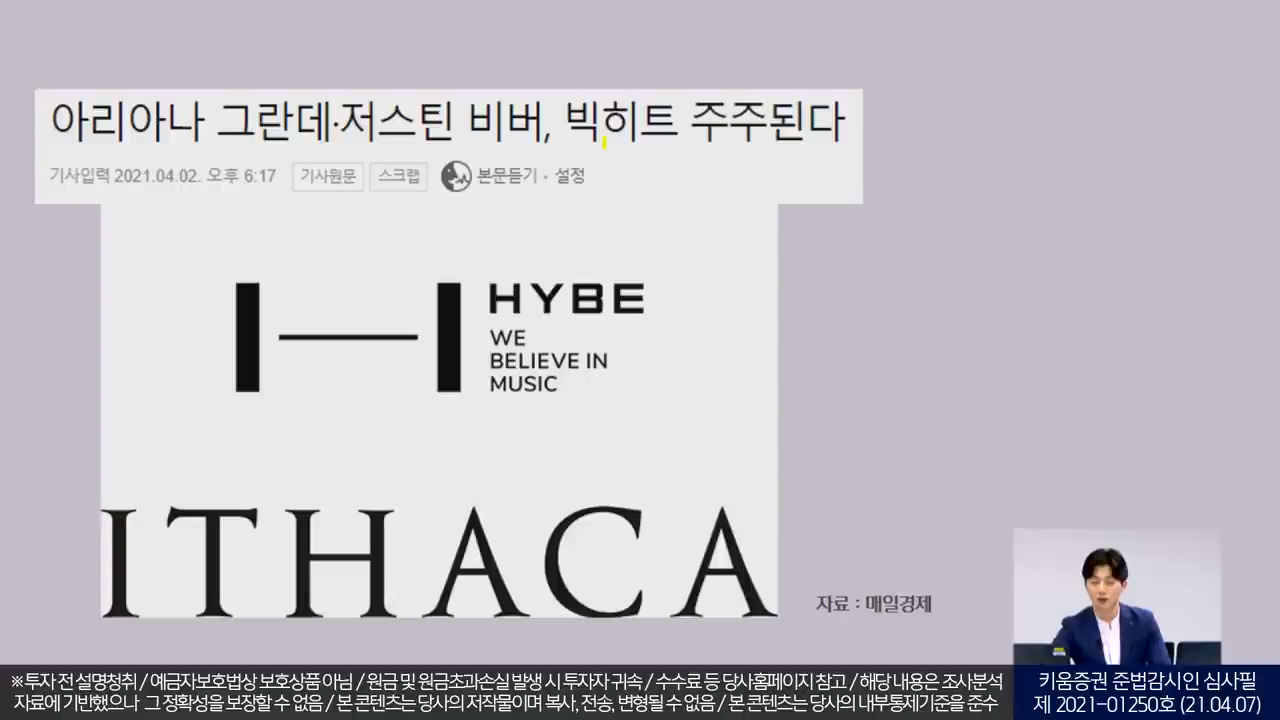 아리아나 그란데·저스틴 비버, 빅히트 주주된다
기사입력 2021.04.02. 오후 6:17 기사원문 스크랩 본문듣기 · 설정
HYBE
WE
BELIEVE IN
MUSIC
ITHACA
자료 : 매일경제
※투자 전 설명청취 / 예금자보호법상 보호상품 아님 / 원금 및 원금초과손실 발생 시 투자자 귀속 / 수수료 등 당사홈페이지 참고 / 해당 내용은 조사분석
자료에 기반했으나 그 정확성을 보장할 수 없음 / 본 콘텐츠는 당사의 저작물이며 복사, 전송, 변형될 수 없음 / 본 콘텐츠는 당사의 내부통제기준을 준수
키움증권 준법감시인 심사필
제 2021-01250호 (21.04.07)